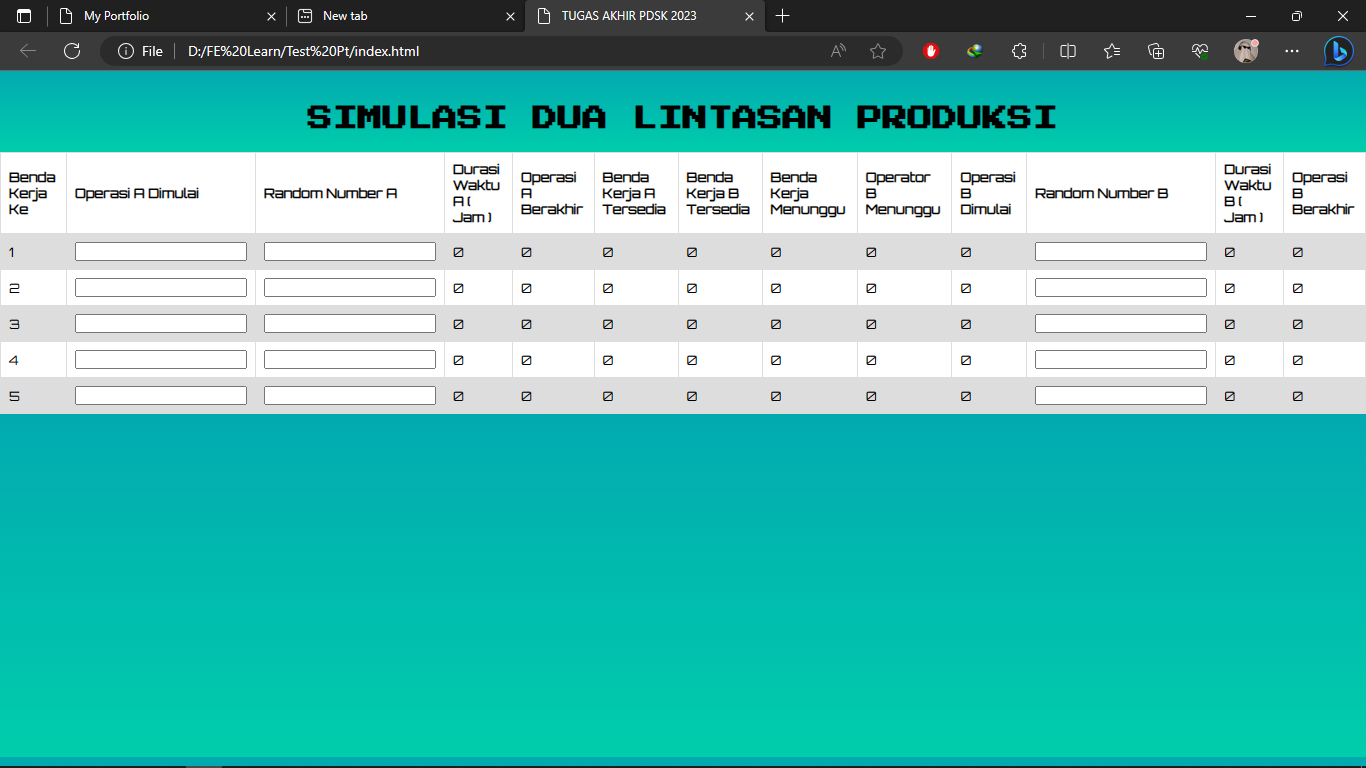 My Portfolio
New tab
TUGAS AKHIR PDSK 2023
File
D:/FE%20Learn/Test%20Pt/index.html
SIMULASI DUA LINTASAN PRODUKSI
Benda Kerja Ke
Operasi A Dimulai
Random Number A
Durasi Waktu A ( Jam )
Operasi A Berakhir
Benda Kerja A Tersedia
Benda Kerja B Tersedia
Benda Kerja Menunggu
Operator B Menunggu
Operasi B Dimulai
Random Number B
Durasi Waktu B ( Jam )
Operasi B Berakhir
1 0 0 0 0 0 0 0 0 0
2 0 0 0 0 0 0 0 0 0
3 0 0 0 0 0 0 0 0 0
4 0 0 0 0 0 0 0 0 0
5 0 0 0 0 0 0 0 0 0